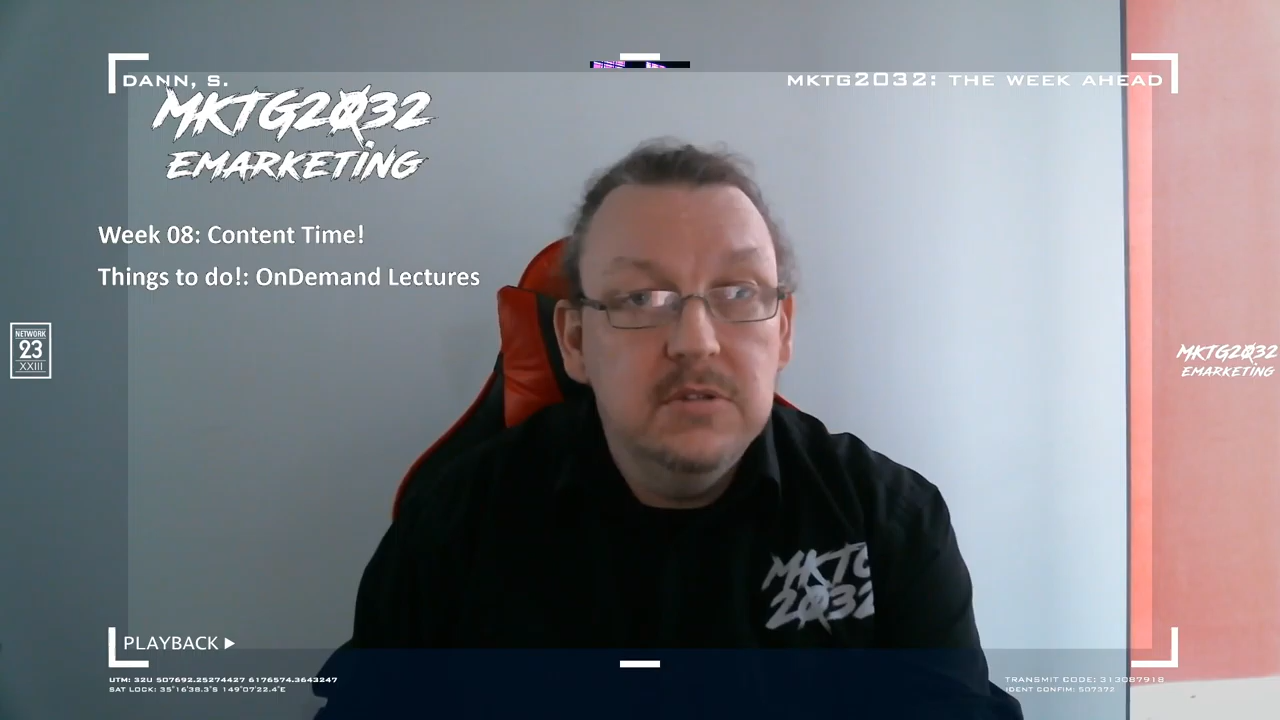 DANN, S.
MKTG2032: THE WEEK AHEAD
MKTG2032
EMARKETING
Week 08: Content Time!
Things to do!: OnDemand Lectures
NETWORK
23
XXIII
MKTG2032
EMARKETING
MKTG
2032
PLAYBACK
UTM: 32U 507692.25274427 6176574.3643247
SAT LOCK: 35°16'38.3"S 149°07'22.4"E
TRANSMIT CODE: 313087918
IDENT CONFIM: 507372